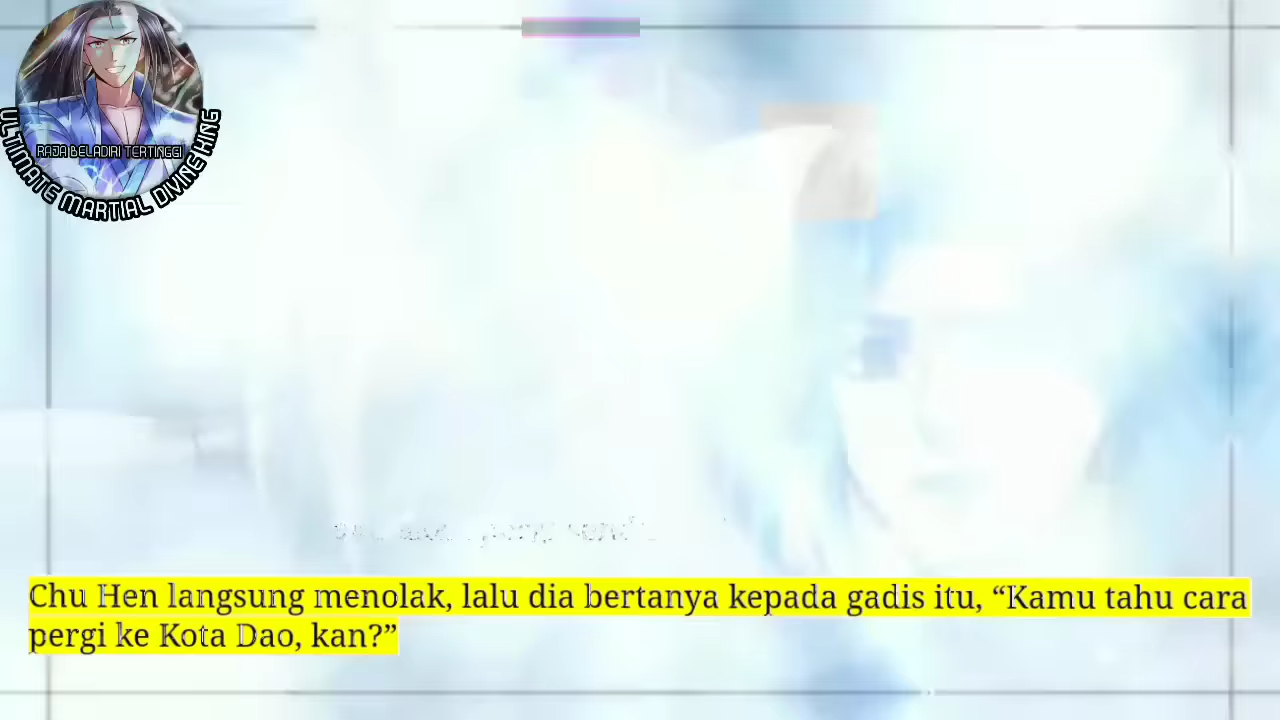 RAJA BELADIRI TERTINGGI
ULTIMATE MARTIAL DIVINE KING
Chu Hen langsung menolak, lalu dia bertanya kepada gadis itu, “Kamu tahu cara
pergi ke Kota Dao, kan?”